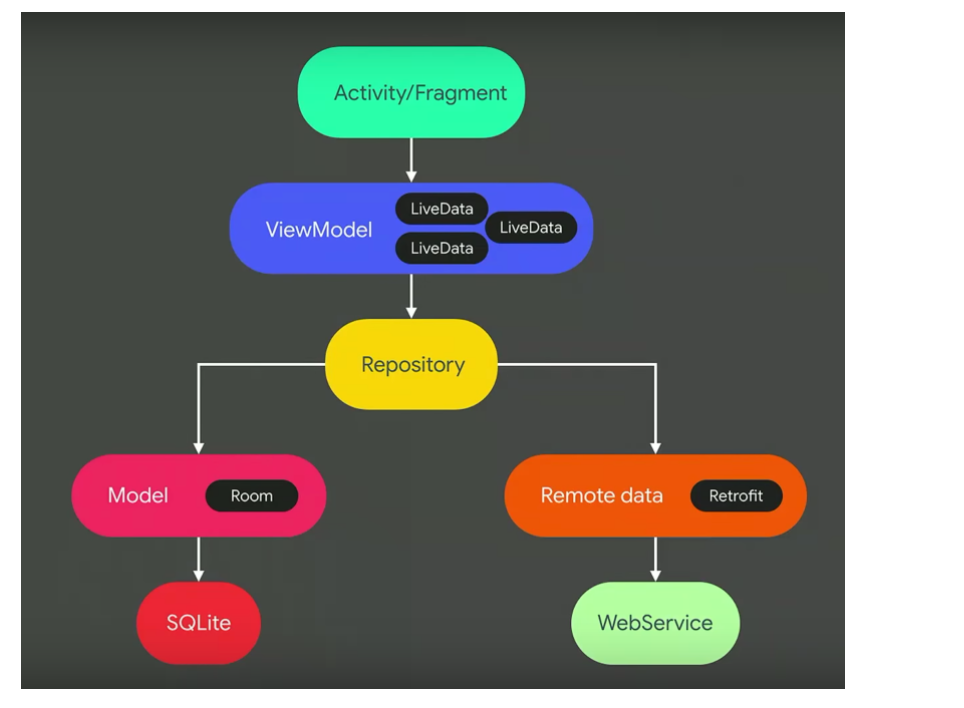 Activity/Fragment
ViewModel
LiveData
LiveData
LiveData
Repository
Model
Room
Remote data
Retrofit
SQLite
WebService